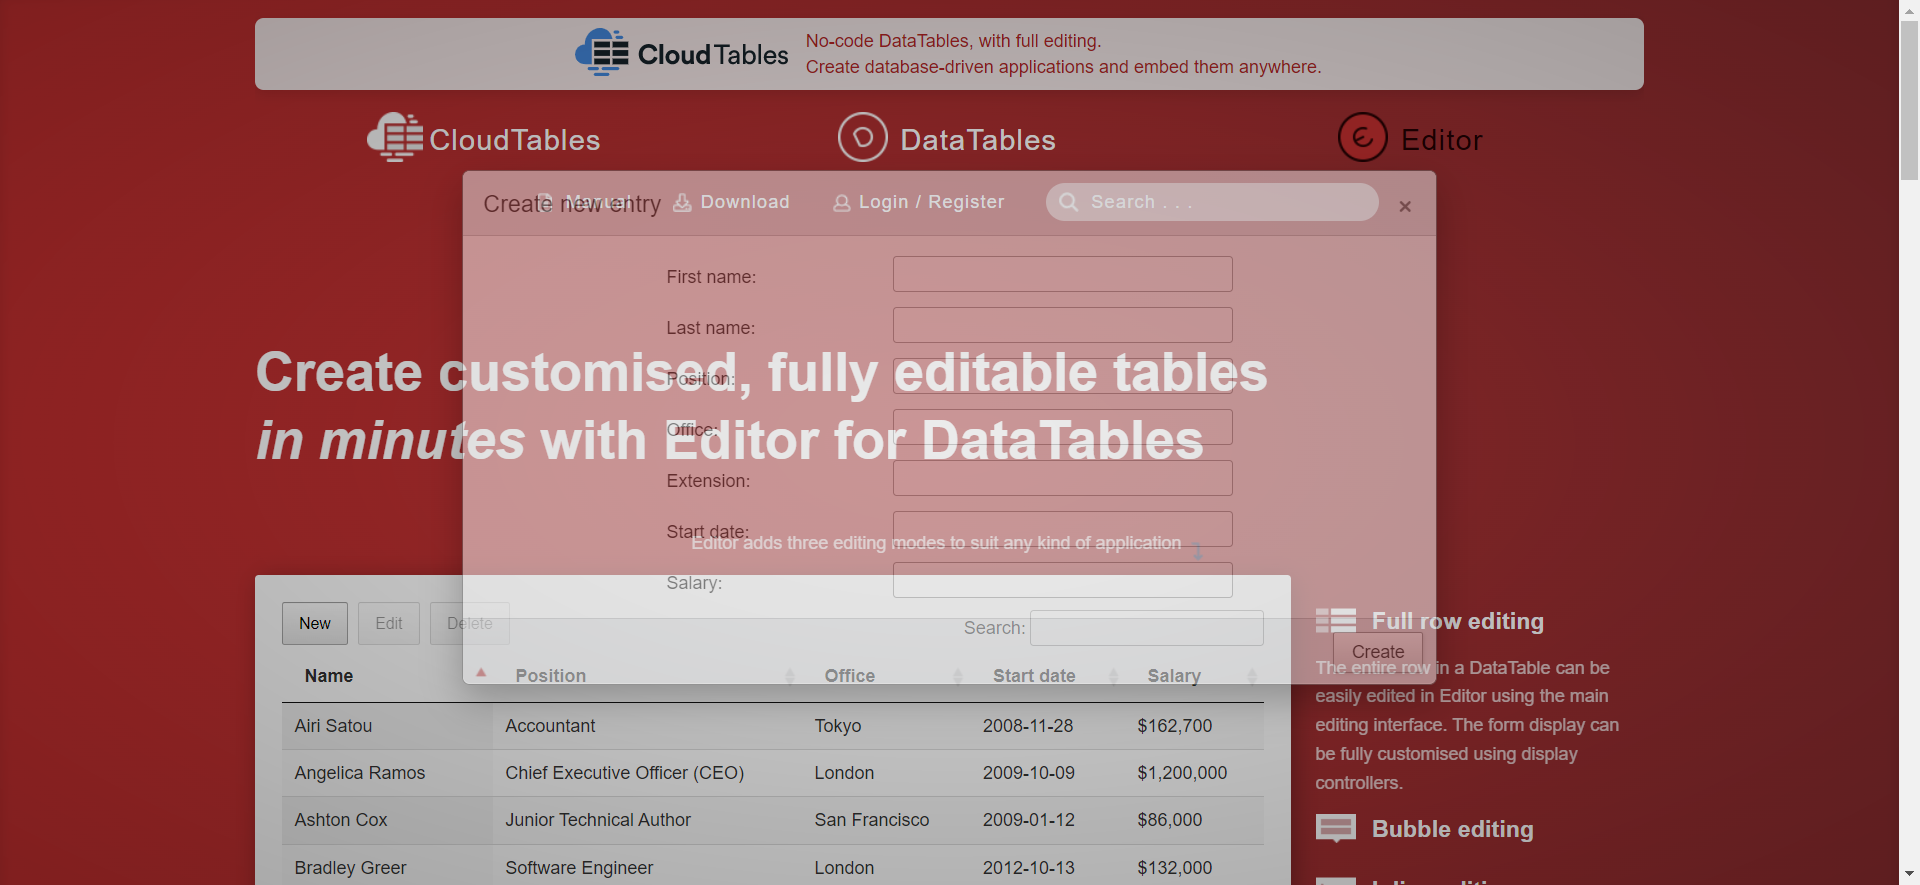 CloudTables
No-code DataTables, with full editing.
Create database-driven applications and embed them anywhere.
CloudTables
DataTables
Editor
Create new entry
Manual
Download
Login / Register
Search . . .
×
First name:
Last name:
Position:
Office:
Extension:
Start date:
Salary:
Create
Create customised, fully editable tables
in minutes with Editor for DataTables
Editor adds three editing modes to suit any kind of application
New Edit Delete
Search:
Name Position Office Start date Salary
Airi Satou Accountant Tokyo 2008-11-28 $162,700
Angelica Ramos Chief Executive Officer (CEO) London 2009-10-09 $1,200,000
Ashton Cox Junior Technical Author San Francisco 2009-01-12 $86,000
Bradley Greer Software Engineer London 2012-10-13 $132,000
Full row editing
The entire row in a DataTable can be
easily edited in Editor using the main
editing interface. The form display can
be fully customised using display
controllers.
Bubble editing